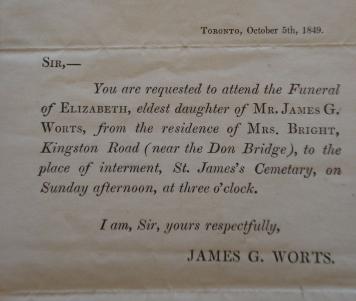 TORONTO, October 5th, 1849.
SIR,—
You are requested to attend the Funeral
of ELIZABETH, eldest daughter of MR. JAMES G.
WORTS, from the residence of MRS. BRIGHT,
Kingston Road (near the Don Bridge), to the
place of interment, St. James's Cemetary, on
Sunday afternoon, at three o'clock.
I am, Sir, yours respectfully,
JAMES G. WORTS.